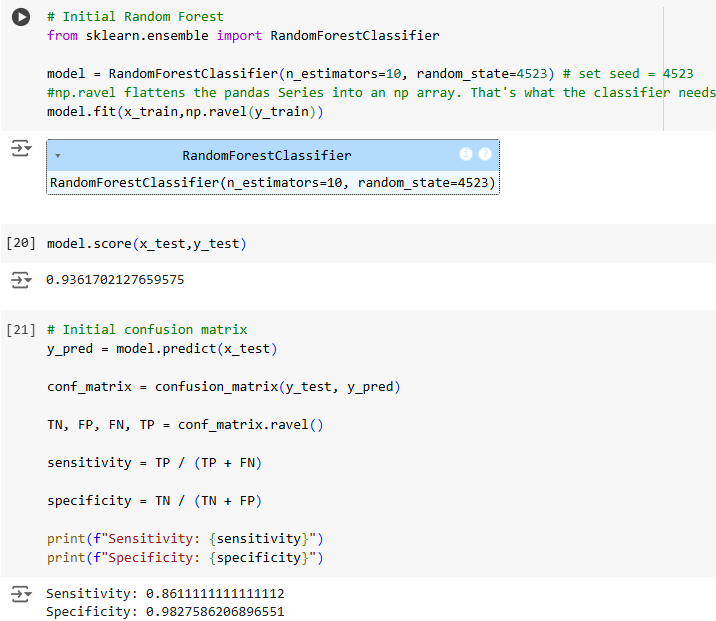 # Initial Random Forest
from sklearn.ensemble import RandomForestClassifier
model = RandomForestClassifier(n_estimators=10, random_state=4523) # set seed = 4523
#np.ravel flattens the pandas Series into an np array. That's what the classifier needs
model.fit(x_train,np.ravel(y_train))
RandomForestClassifier
RandomForestClassifier(n_estimators=10, random_state=4523)
[20] model.score(x_test,y_test)
0.9361702127659575
[21] # Initial confusion matrix
y_pred = model.predict(x_test)
conf_matrix = confusion_matrix(y_test, y_pred)
TN, FP, FN, TP = conf_matrix.ravel()
sensitivity = TP / (TP + FN)
specificity = TN / (TN + FP)
print(f"Sensitivity: {sensitivity}")
print(f"Specificity: {specificity}")
Sensitivity: 0.8611111111111112
Specificity: 0.9827586206896551